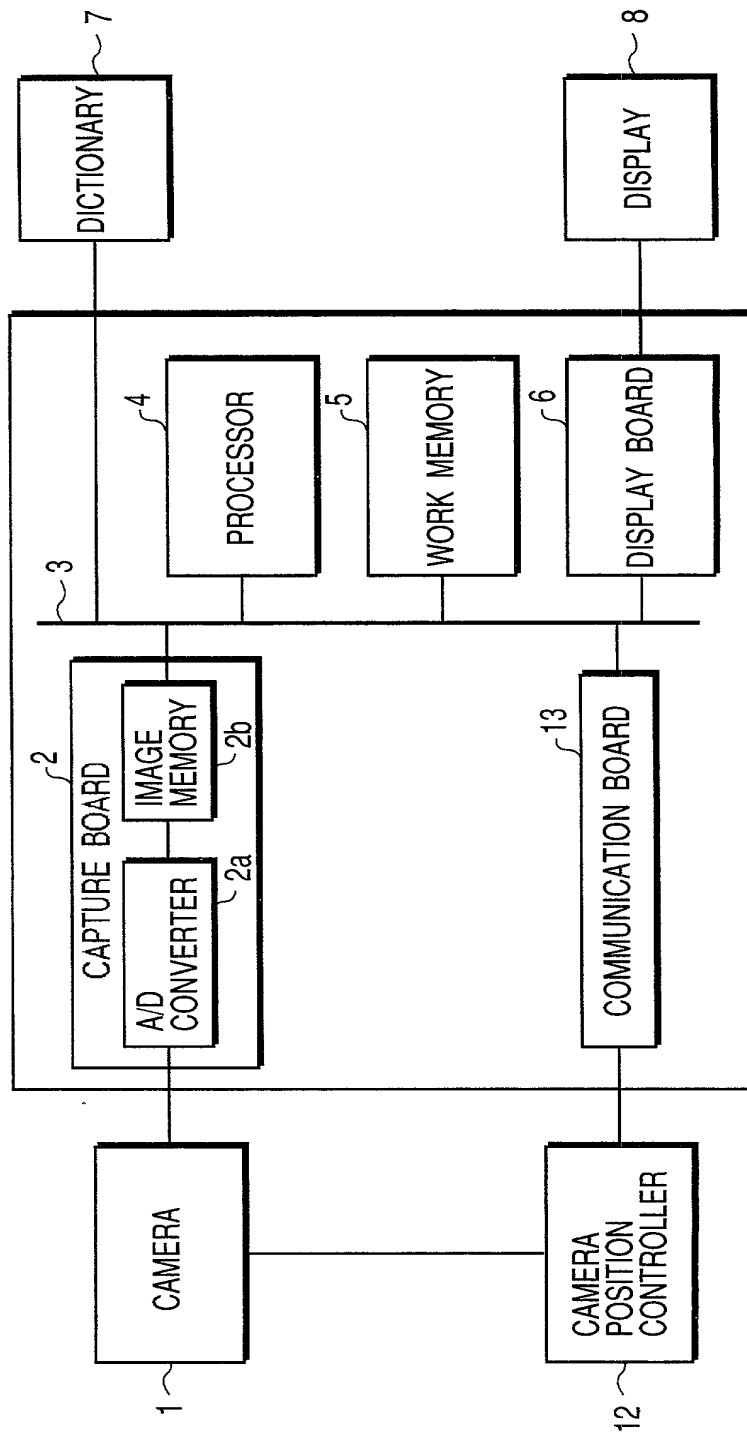 1
CAMERA
2
CAPTURE BOARD
A/D
CONVERTER
2a
IMAGE
MEMORY
2b
3
DICTIONARY
7
4
PROCESSOR
5
WORK MEMORY
6
DISPLAY BOARD
DISPLAY
8
12
CAMERA
POSITION
CONTROLLER
13
COMMUNICATION BOARD